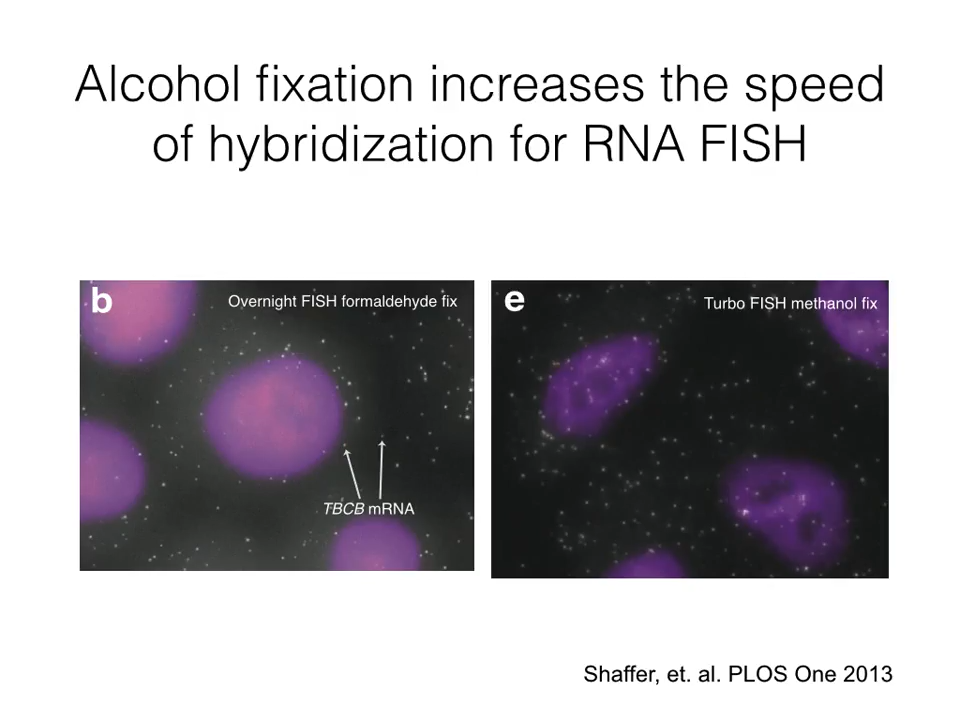 Alcohol fixation increases the speed
of hybridization for RNA FISH
b
Overnight FISH formaldehyde fix
TBCB mRNA
e
Turbo FISH methanol fix
Shaffer, et. al. PLOS One 2013